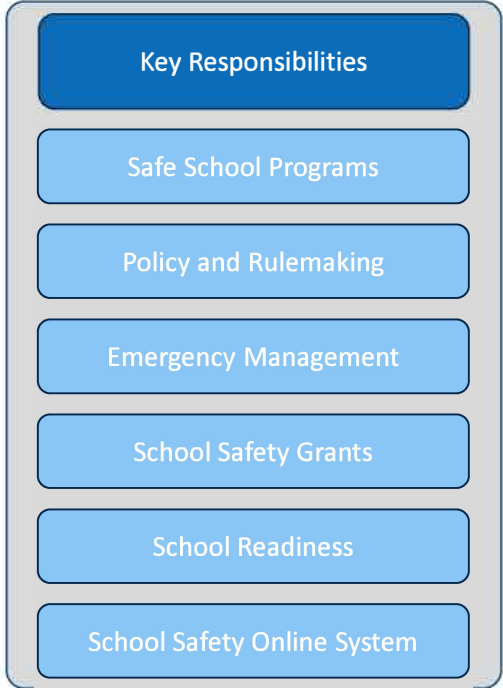 Key Responsibilities
Safe School Programs
Policy and Rulemaking
Emergency Management
School Safety Grants
School Readiness
School Safety Online System